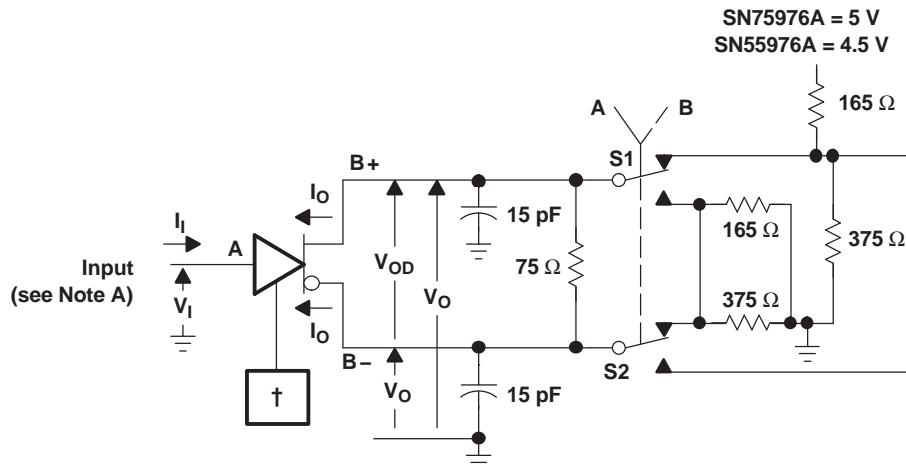 SN75976A = 5 V
SN55976A = 4.5 V
165 Ω
A
B
S1
B+
IO
II
A
15 pF
165 Ω
375 Ω
Input
(see Note A)
VOD
75 Ω
VI
VO
375 Ω
IO
B−
S2
†
VO
15 pF